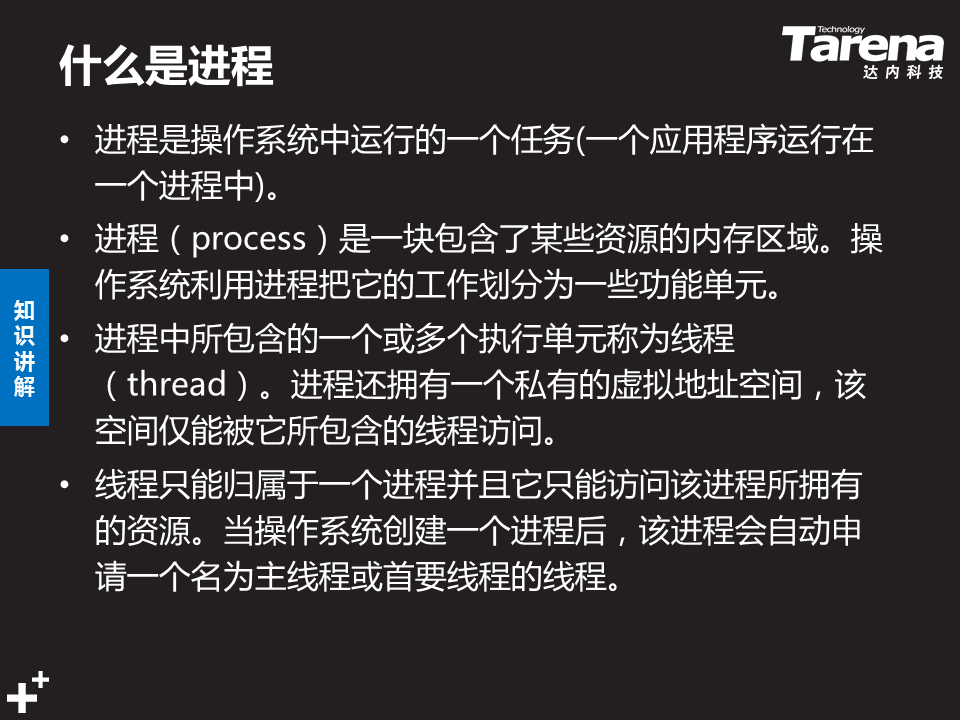 什么是进程
Technology
Tarena
达内科技
• 进程是操作系统中运行的一个任务(一个应用程序运行在
一个进程中)。
• 进程（process）是一块包含了某些资源的内存区域。操
作系统利用进程把它的工作划分为一些功能单元。
• 进程中所包含的一个或多个执行单元称为线程
（thread）。进程还拥有一个私有的虚拟地址空间，该
空间仅能被它所包含的线程访问。
• 线程只能归属于一个进程并且它只能访问该进程所拥有
的资源。当操作系统创建一个进程后，该进程会自动申
请一个名为主线程或首要线程的线程。
知
识
讲
解